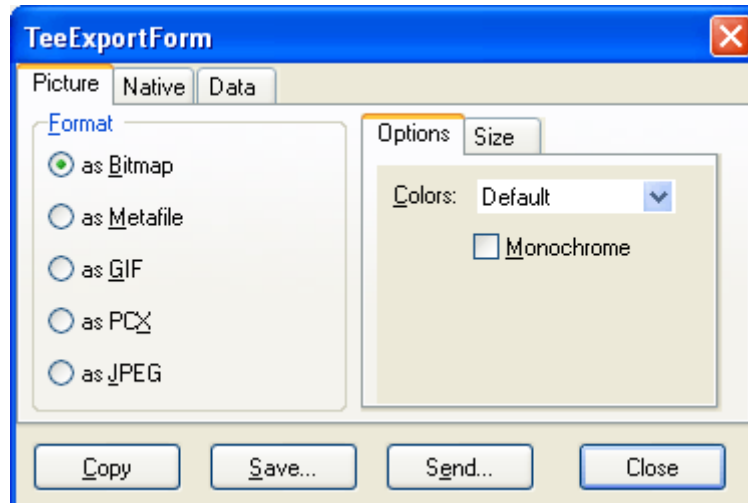 TeeExportForm
Picture Native Data
Format
as Bitmap
as Metafile
as GIF
as PCX
as JPEG
Options Size
Colors: Default
Monochrome
Copy Save... Send... Close